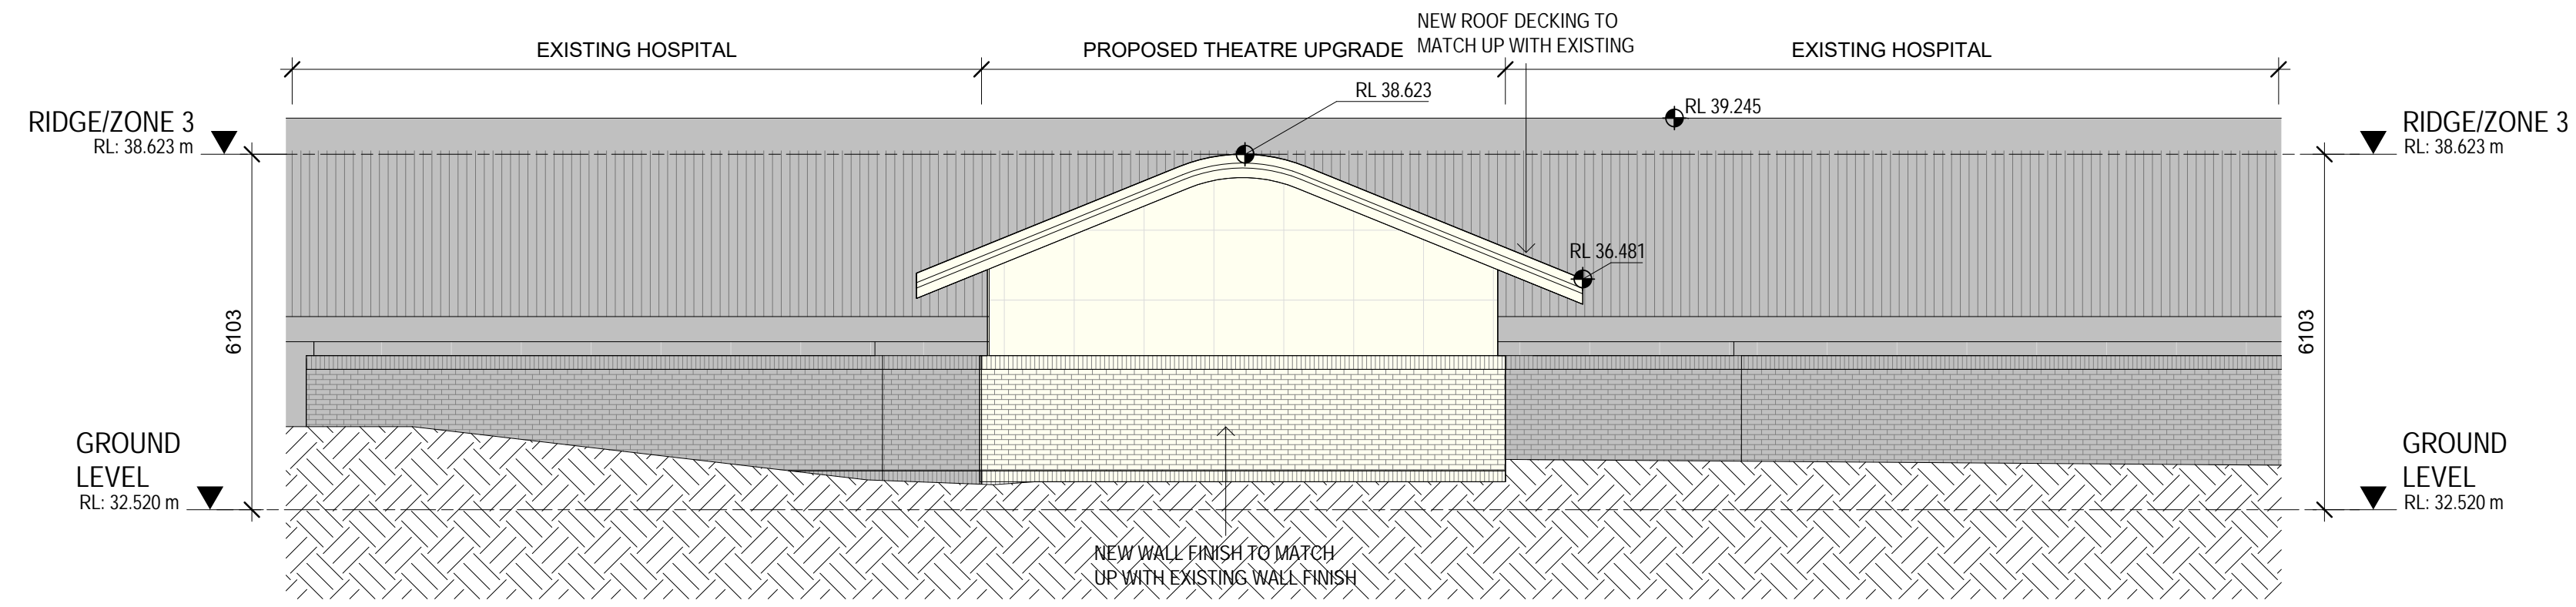 NEW ROOF DECKING TO
MATCH UP WITH EXISTING
EXISTING HOSPITAL
PROPOSED THEATRE UPGRADE
EXISTING HOSPITAL
RL 38.623
RL 39.245
RIDGE/ZONE 3
RL: 38.623 m
RIDGE/ZONE 3
RL: 38.623 m
RL 36.481
6103
6103
GROUND
LEVEL
RL: 32.520 m
GROUND
LEVEL
RL: 32.520 m
NEW WALL FINISH TO MATCH
UP WITH EXISTING WALL FINISH